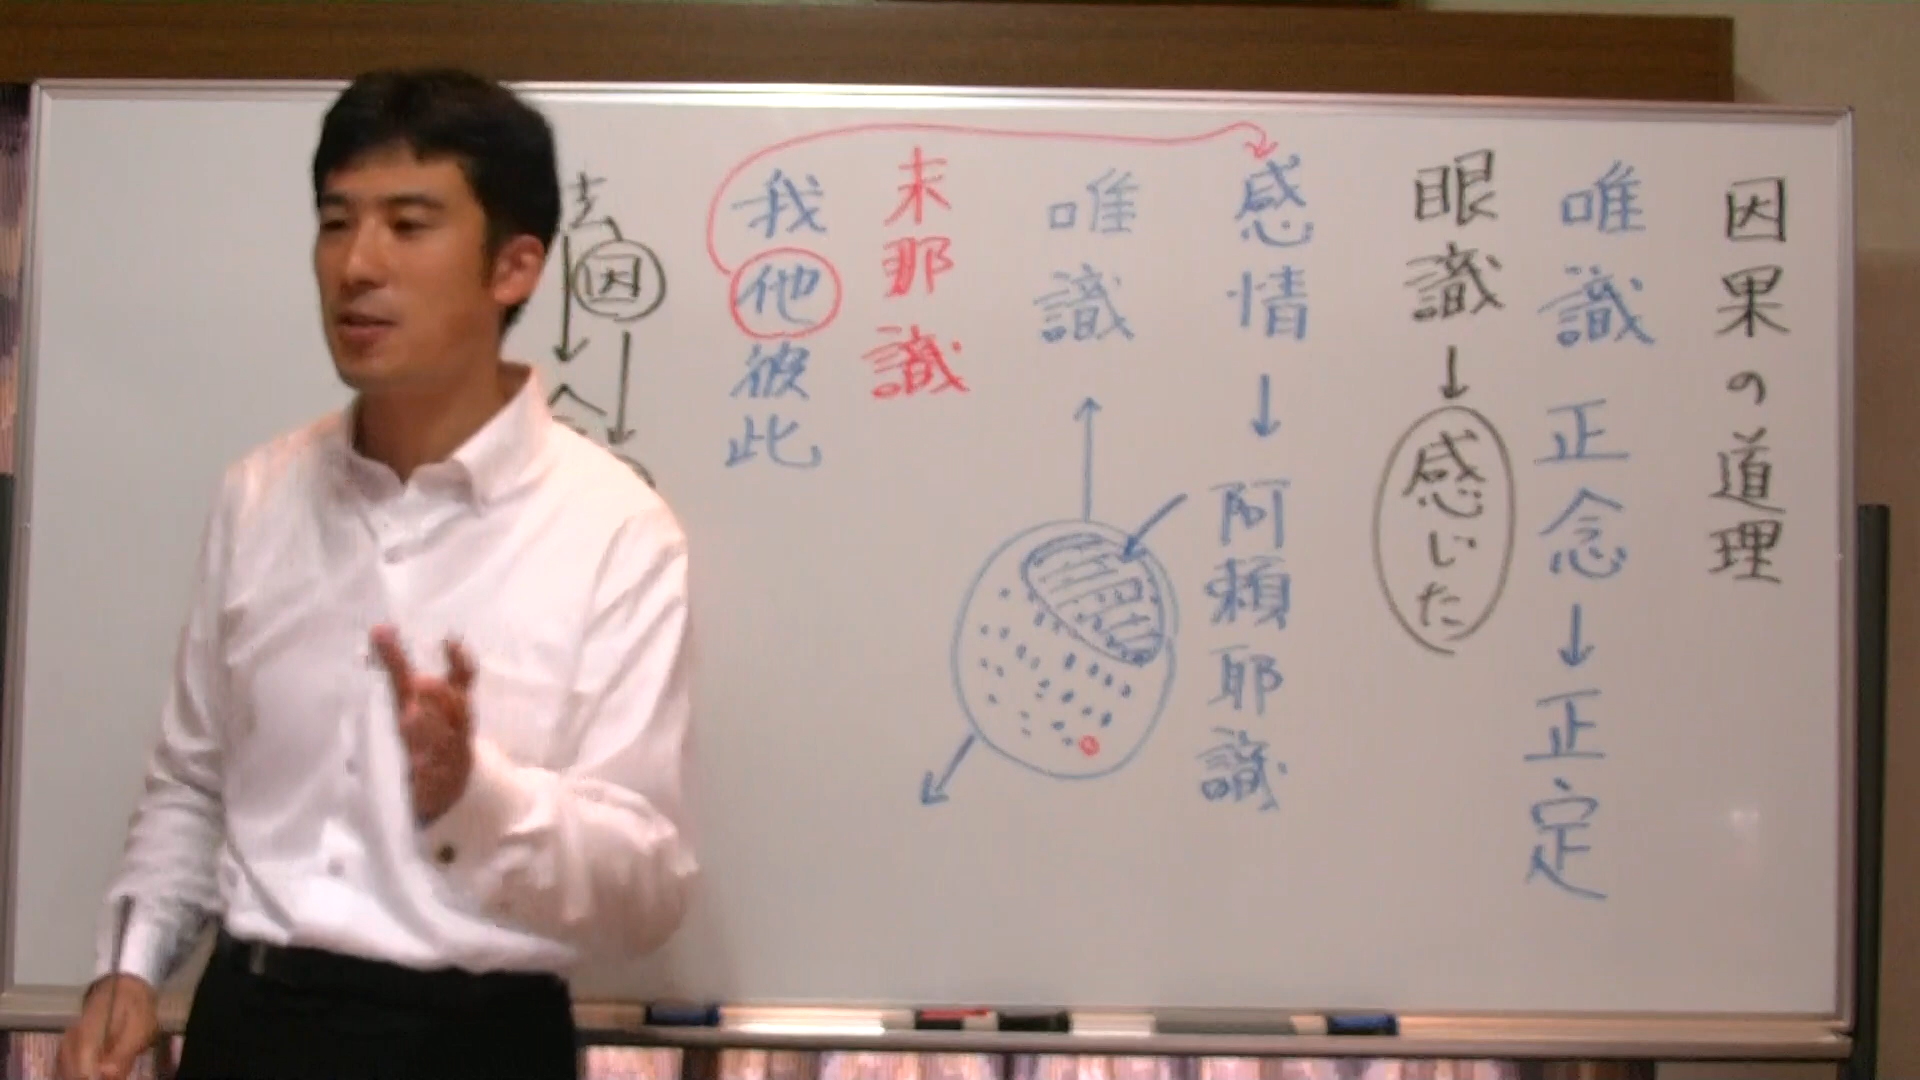 因果の道理
唯識 正念→正定
眼識→感じた
感情→阿頼耶識
唯識
末那識
我他彼此
因
去